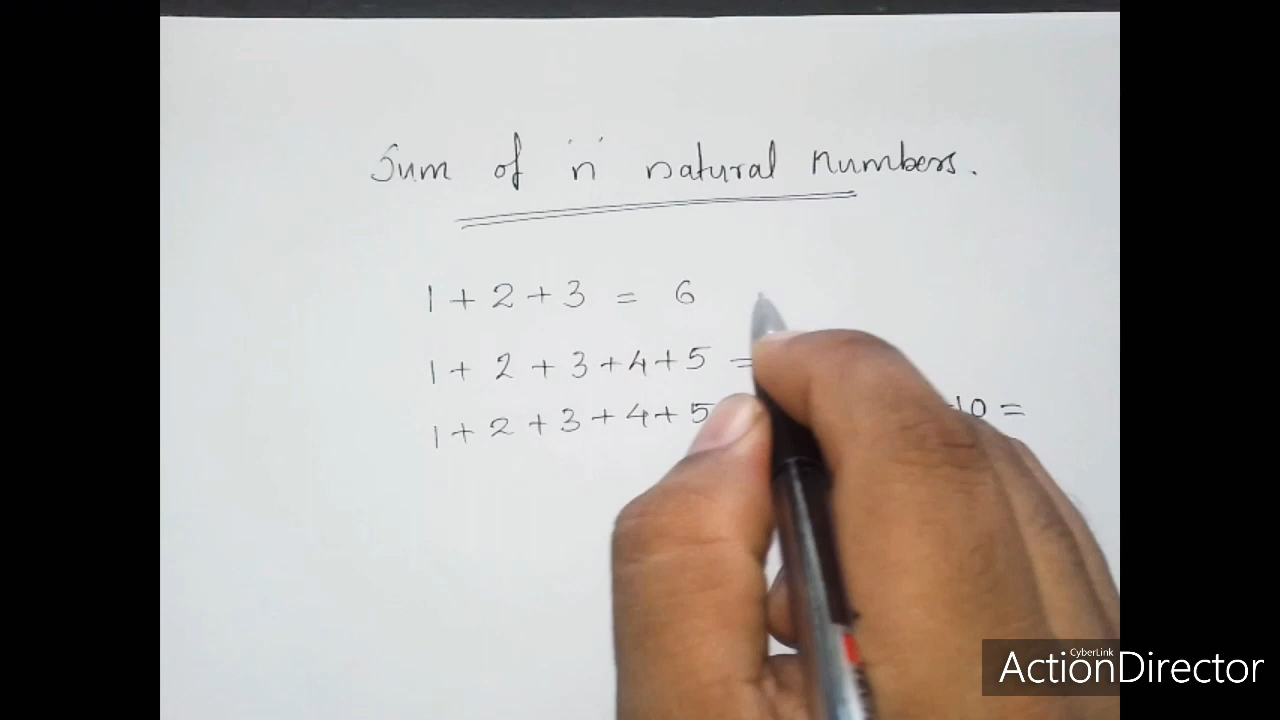 Sum of 'n' natural numbers.
1 + 2 + 3 = 6
1 + 2 + 3 + 4 + 5 =
1 + 2 + 3 + 4 + 5 10 =
CyberLink
ActionDirector